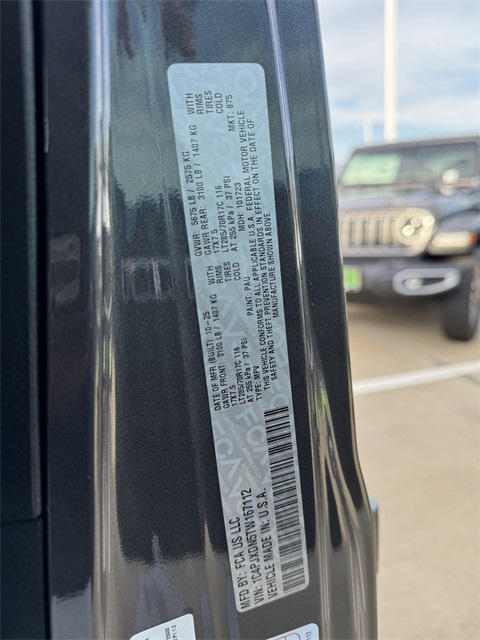 MFD BY: FCA US LLC
DATE OF MFR (BUILT) 10-25
GVWR 5675 LB / 2575 KG
GAWR FRONT: 3100 LB / 1407 KG WITH
17X7.5 RIMS
LT285/70R17C 116 TIRES
AT 255 kPa / 37 PSI COLD
GAWR REAR: 3100 LB / 1407 KG WITH
17X7.5 RIMS
LT285/70R17C 116 TIRES
AT 255 kPa / 37 PSI COLD
MDH: 101723 MKT: 875
TYPE: MPV PAINT: PAU
THIS VEHICLE CONFORMS TO ALL APPLICABLE U.S.A. FEDERAL MOTOR VEHICLE
SAFETY AND THEFT PREVENTION STANDARDS IN EFFECT ON THE DATE OF
MANUFACTURE SHOWN ABOVE.
VIN: 1C4PJXDN5TW167112
VEHICLE MADE IN: U.S.A.